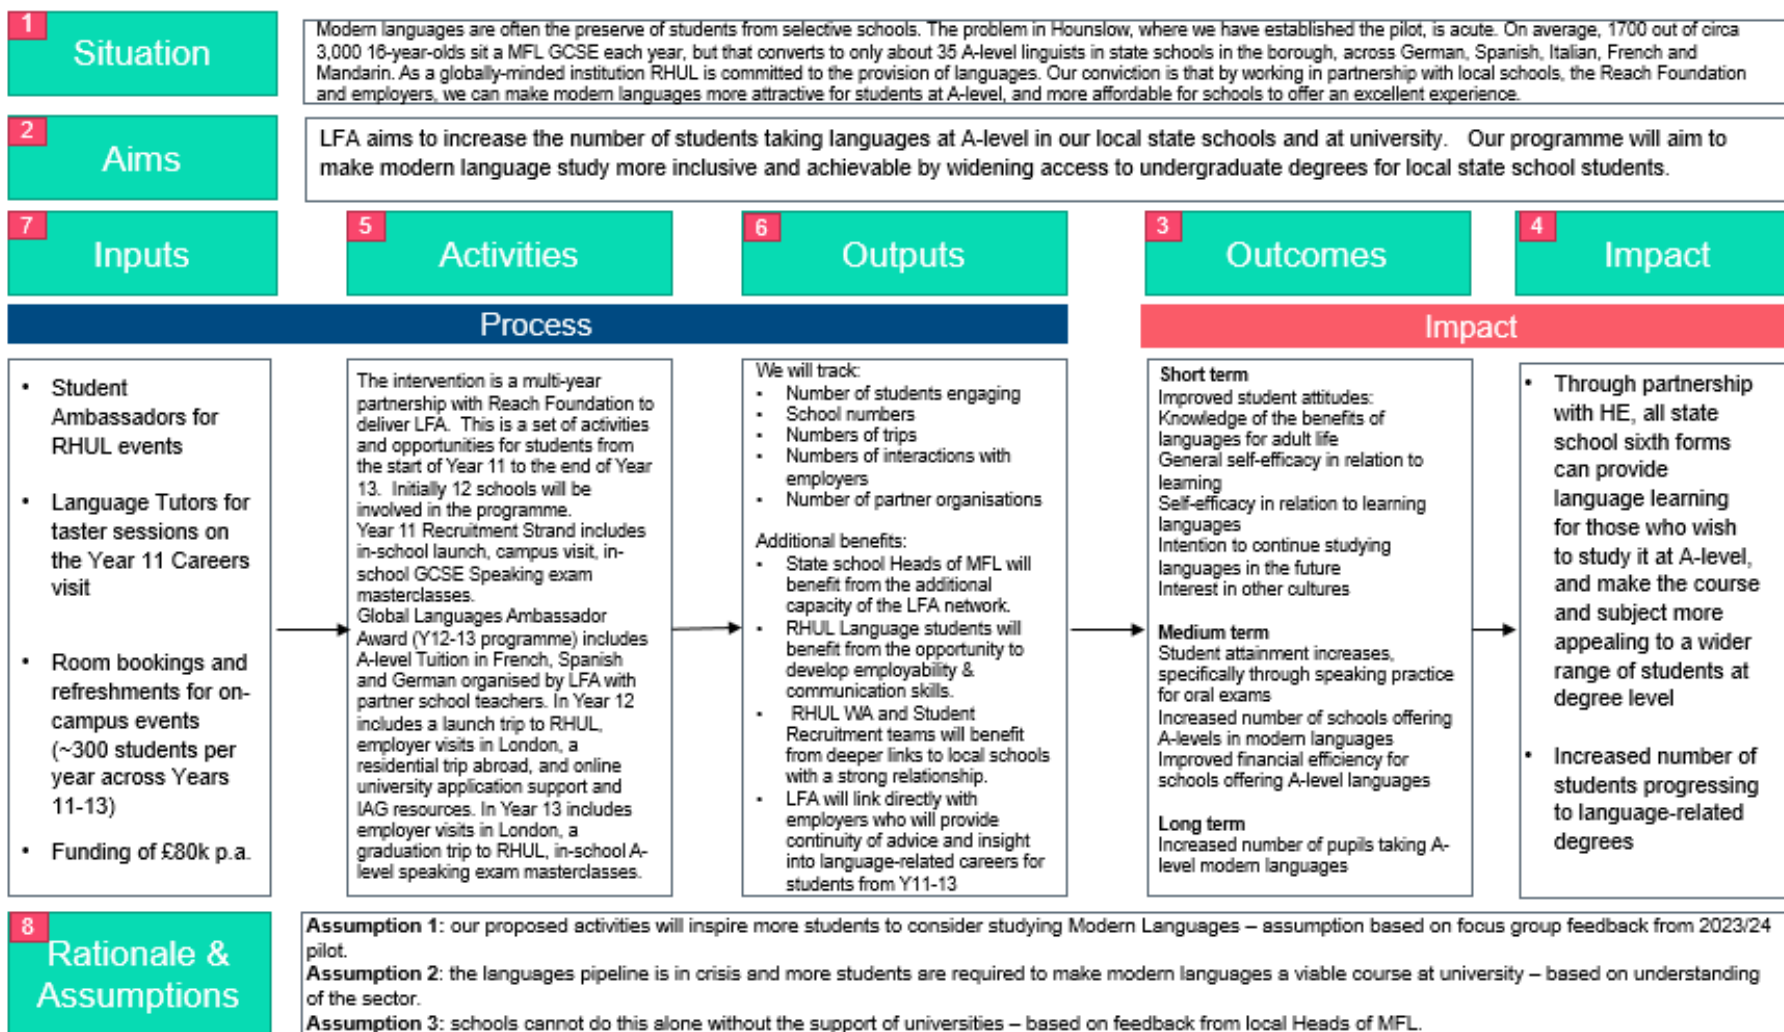 1
Situation
Modern languages are often the preserve of students from selective schools. The problem in Hounslow, where we have established the pilot, is acute. On average, 1700 out of circa
3,000 16-year-olds sit a MFL GCSE each year, but that converts to only about 35 A-level linguists in state schools in the borough, across German, Spanish, Italian, French and
Mandarin. As a globally-minded institution RHUL is committed to the provision of languages. Our conviction is that by working in partnership with local schools, the Reach Foundation
and employers, we can make modern languages more attractive for students at A-level, and more affordable for schools to offer an excellent experience.
2
Aims
LFA aims to increase the number of students taking languages at A-level in our local state schools and at university. Our programme will aim to
make modern language study more inclusive and achievable by widening access to undergraduate degrees for local state school students.
7
Inputs
5
Activities
6
Outputs
3
Outcomes
4
Impact
Process
Impact
• Student
Ambassadors for
RHUL events
• Language Tutors for
taster sessions on
the Year 11 Careers
visit
• Room bookings and
refreshments for on-
campus events
(~300 students per
year across Years
11-13)
• Funding of £80k p.a.
The intervention is a multi-year
partnership with Reach Foundation to
deliver LFA. This is a set of activities
and opportunities for students from
the start of Year 11 to the end of Year
13. Initially 12 schools will be
involved in the programme.
Year 11 Recruitment Strand includes
in-school launch, campus visit, in-
school GCSE Speaking exam
masterclasses.
Global Languages Ambassador
Award (Y12-13 programme) includes
A-level Tuition in French, Spanish
and German organised by LFA with
partner school teachers. In Year 12
includes a launch trip to RHUL,
employer visits in London, a
residential trip abroad, and online
university application support and
IAG resources. In Year 13 includes
employer visits in London, a
graduation trip to RHUL, in-school A-
level speaking exam masterclasses.
We will track:
• Number of students engaging
• School numbers
• Numbers of trips
• Numbers of interactions with
employers
• Number of partner organisations
Additional benefits:
• State school Heads of MFL will
benefit from the additional
capacity of the LFA network.
• RHUL Language students will
benefit from the opportunity to
develop employability &
communication skills.
• RHUL WA and Student
Recruitment teams will benefit
from deeper links to local schools
with a strong relationship.
• LFA will link directly with
employers who will provide
continuity of advice and insight
into language-related careers for
students from Y11-13
Short term
Improved student attitudes:
Knowledge of the benefits of
languages for adult life
General self-efficacy in relation to
learning
Self-efficacy in relation to learning
languages
Intention to continue studying
languages in the future
Interest in other cultures
Medium term
Student attainment increases,
specifically through speaking practice
for oral exams
Increased number of schools offering
A-levels in modern languages
Improved financial efficiency for
schools offering A-level languages
Long term
Increased number of pupils taking A-
level modern languages
• Through partnership
with HE, all state
school sixth forms
can provide
language learning
for those who wish
to study it at A-level,
and make the course
and subject more
appealing to a wider
range of students at
degree level
• Increased number of
students progressing
to language-related
degrees
8
Rationale &
Assumptions
Assumption 1: our proposed activities will inspire more students to consider studying Modern Languages – assumption based on focus group feedback from 2023/24
pilot.
Assumption 2: the languages pipeline is in crisis and more students are required to make modern languages a viable course at university – based on understanding
of the sector.
Assumption 3: schools cannot do this alone without the support of universities – based on feedback from local Heads of MFL.